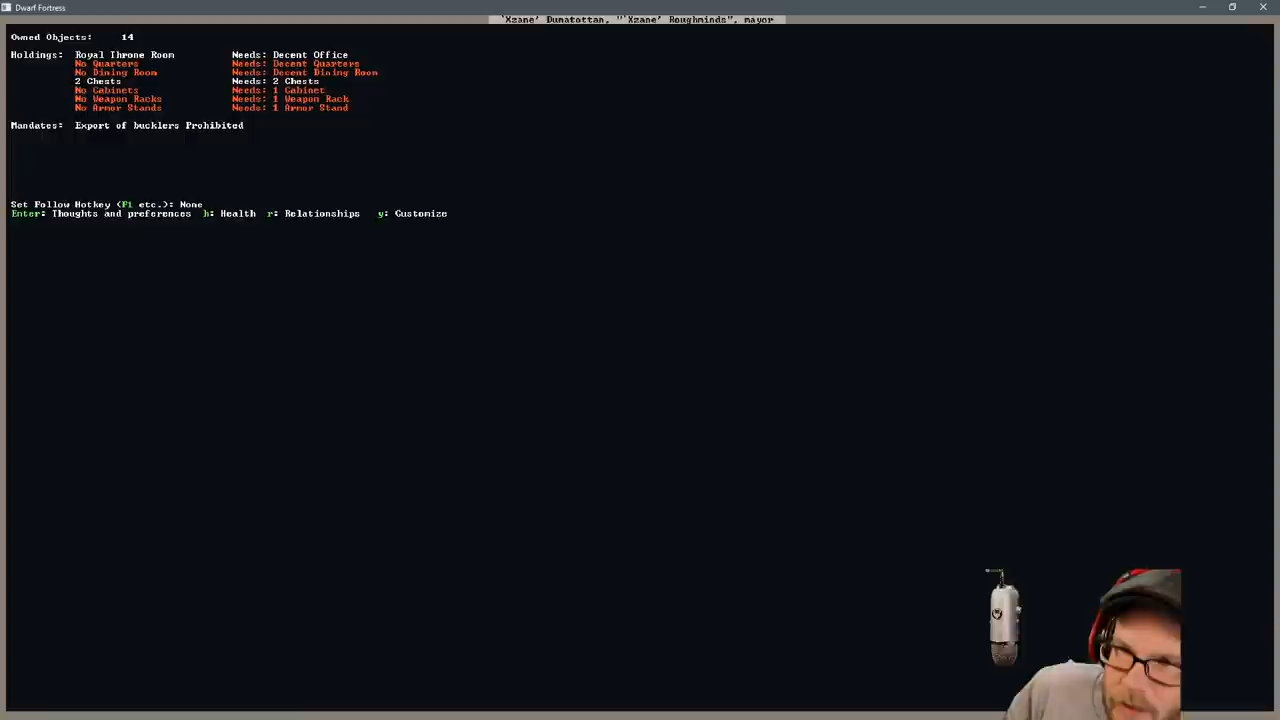 Dwarf Fortress
`Xzane' Dumatottan, "`Xzane' Roughminds", mayor
Owned Objects: 14
Holdings: Royal Throne Room Needs: Decent Office
No Quarters Needs: Decent Quarters
No Dining Room Needs: Decent Dining Room
2 Chests Needs: 2 Chests
No Cabinets Needs: 1 Cabinet
No Weapon Racks Needs: 1 Weapon Rack
No Armor Stands Needs: 1 Armor Stand
Mandates: Export of bucklers Prohibited
Set Follow Hotkey (F1 etc.): None
Enter: Thoughts and preferences h: Health r: Relationships y: Customize